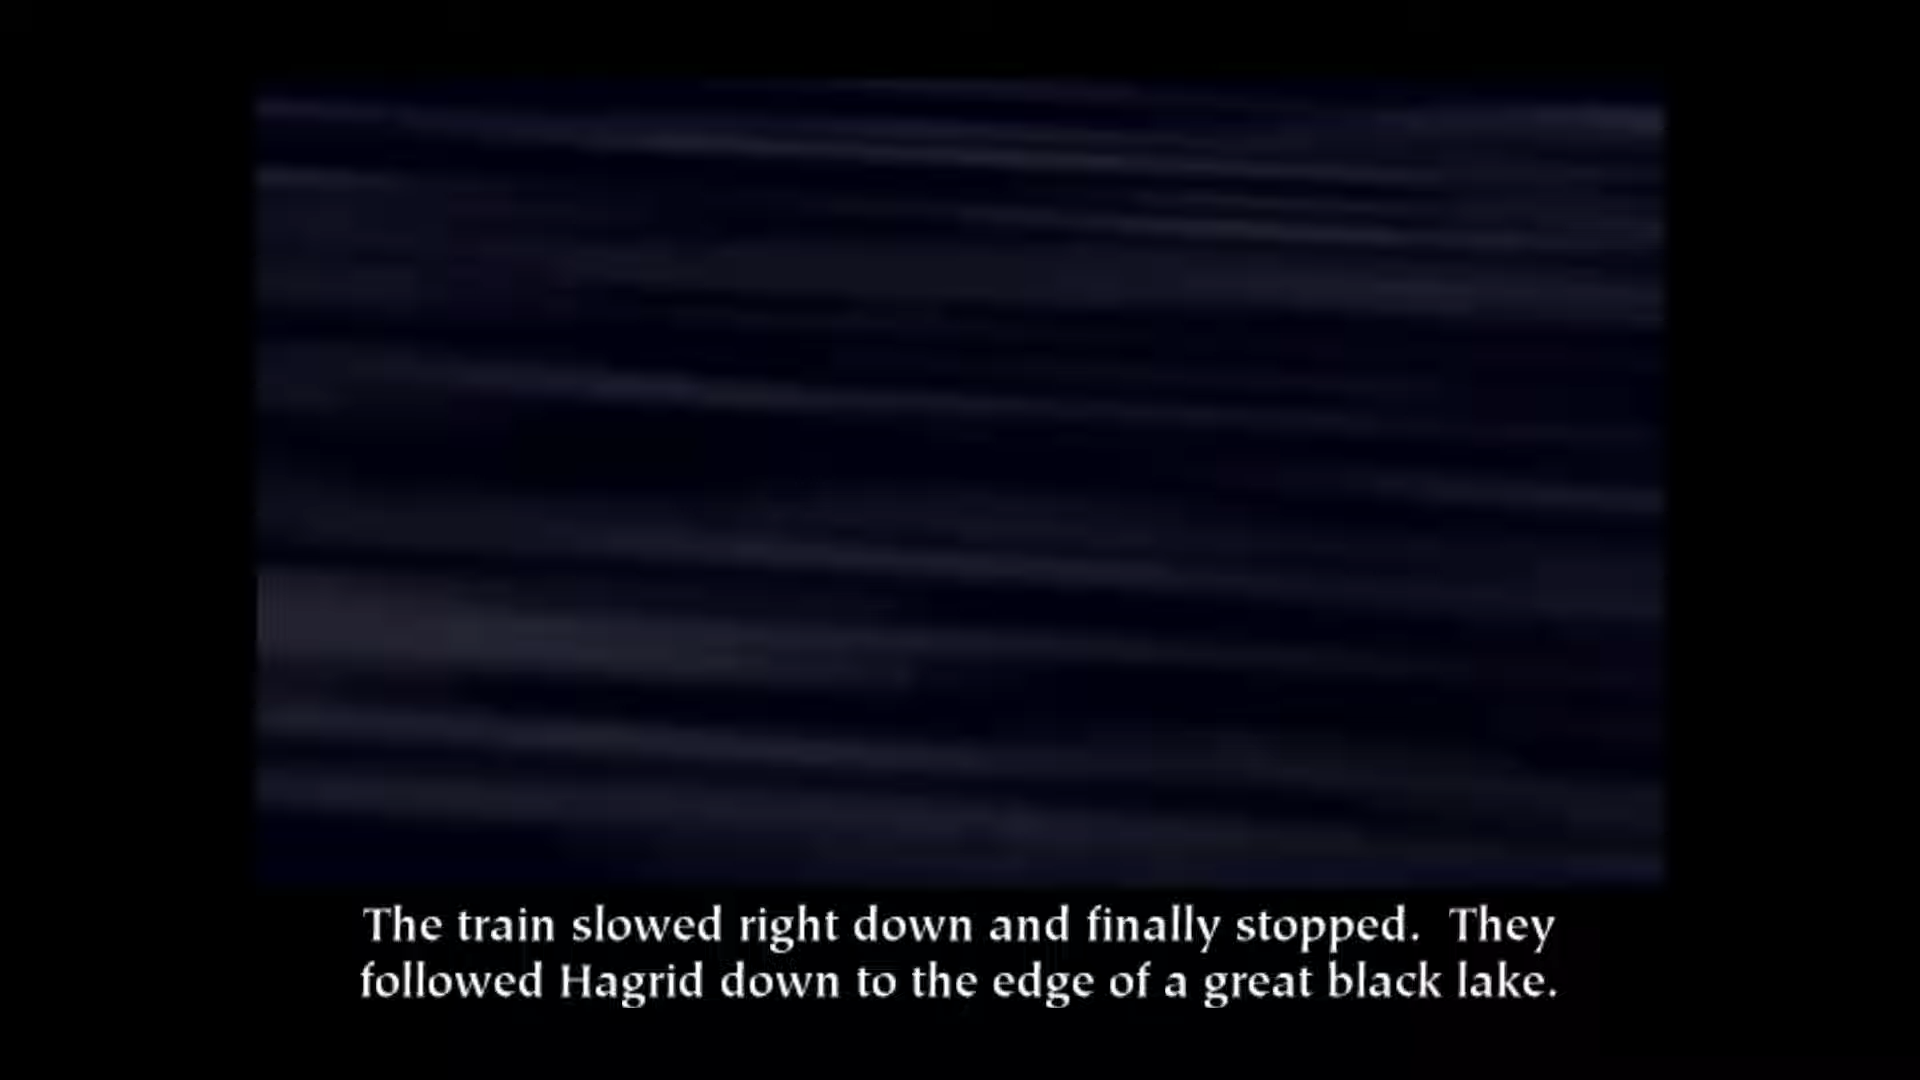 The train slowed right down and finally stopped.  They
followed Hagrid down to the edge of a great black lake.